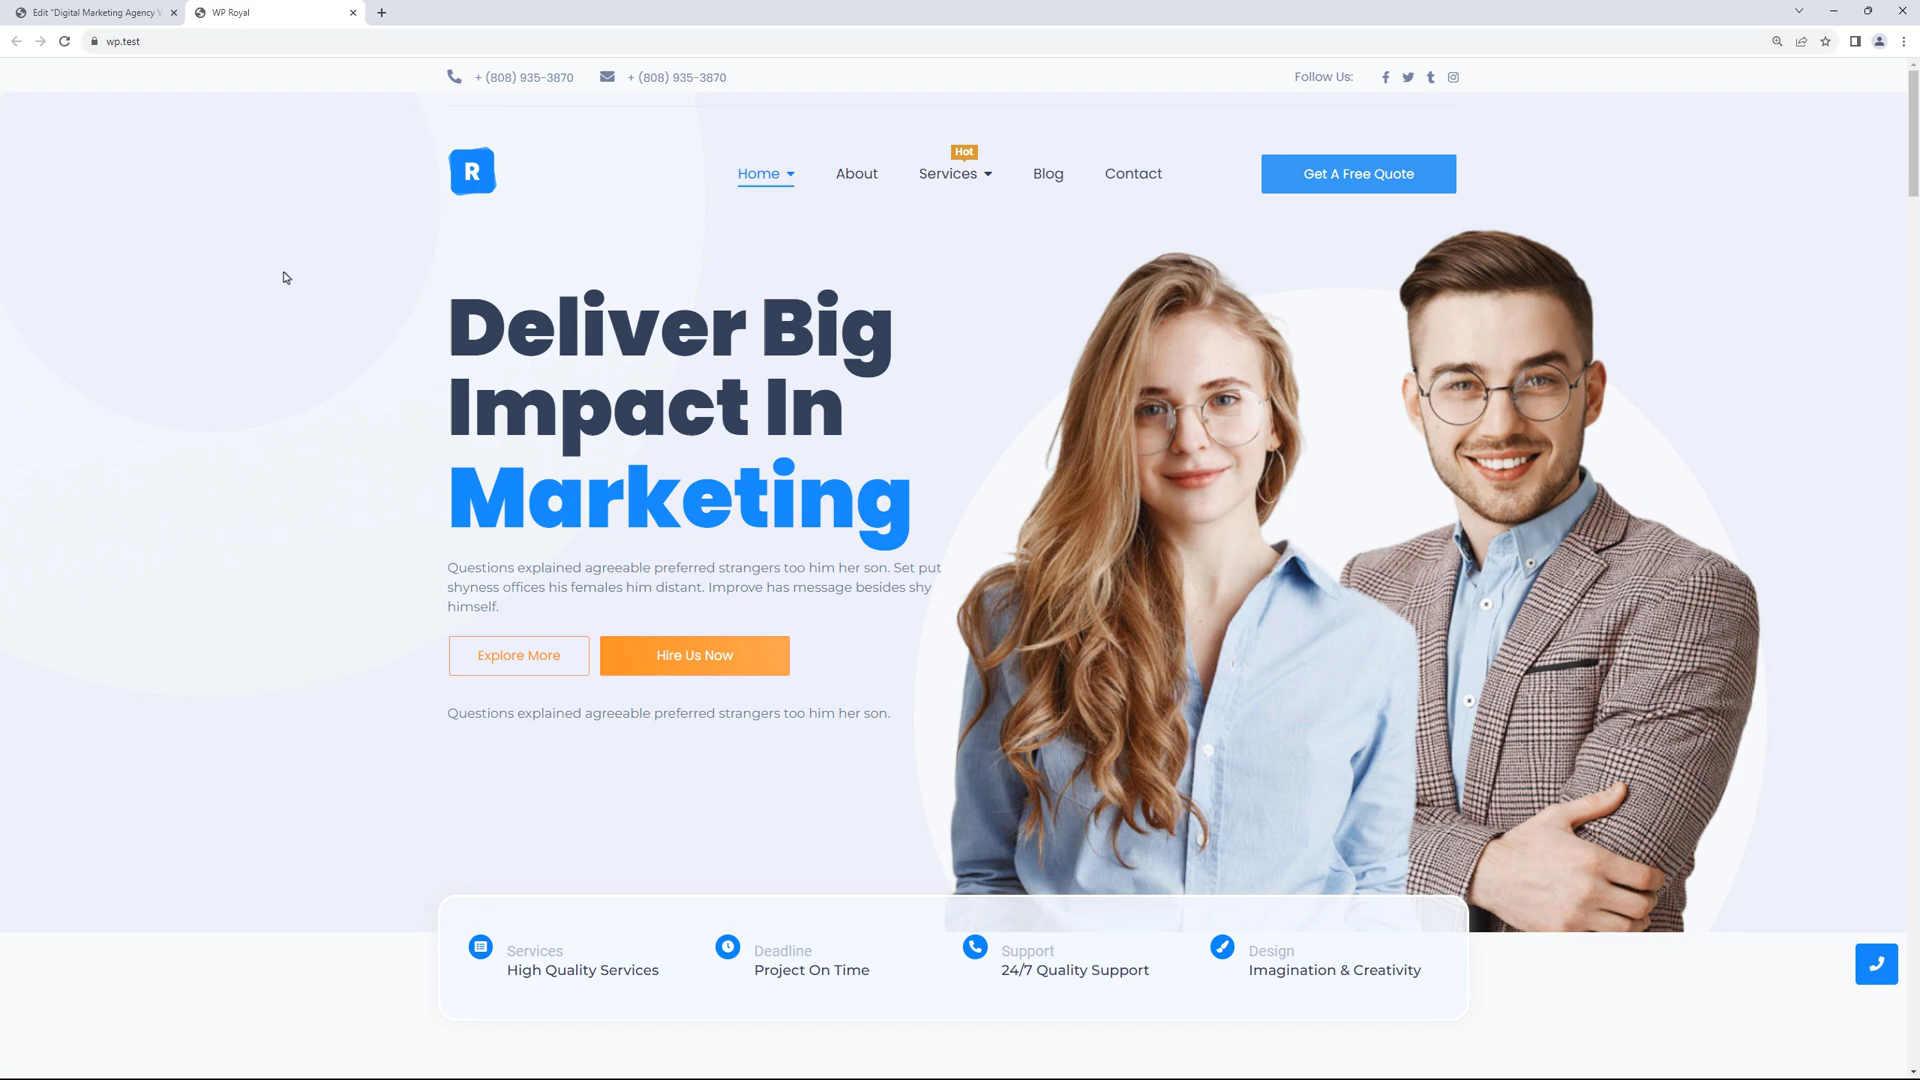 Edit "Digital Marketing Agency V
WP Royal
wp.test
+ (808) 935-3870
+ (808) 935-3870
Follow Us:
R
Home
About
Hot
Services
Blog
Contact
Get A Free Quote
Deliver Big
Impact In
Marketing
Questions explained agreeable preferred strangers too him her son. Set put
shyness offices his females him distant. Improve has message besides shy
himself.
Explore More
Hire Us Now
Questions explained agreeable preferred strangers too him her son.
Services
High Quality Services
Deadline
Project On Time
Support
24/7 Quality Support
Design
Imagination & Creativity